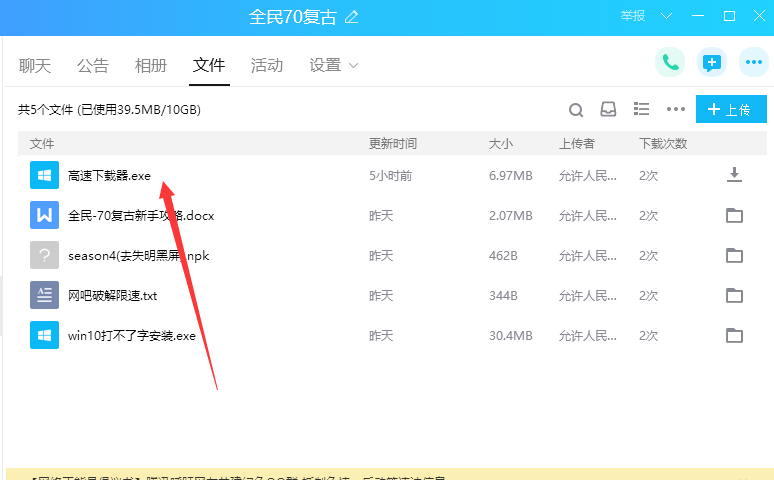 全民70复古
举报
聊天 公告 相册 文件 活动 设置
共5个文件 (已使用39.5MB/10GB)
上传
文件 更新时间 大小 上传者 下载次数
高速下载器.exe 5小时前 6.97MB 允许人民... 2次
全民-70复古新手攻略.docx 昨天 2.07MB 允许人民... 2次
season4(去失明黑屏).npk 昨天 462B 允许人民... 2次
网吧破解限速.txt 昨天 344B 允许人民... 2次
win10打不了字安装.exe 昨天 30.4MB 允许人民... 2次